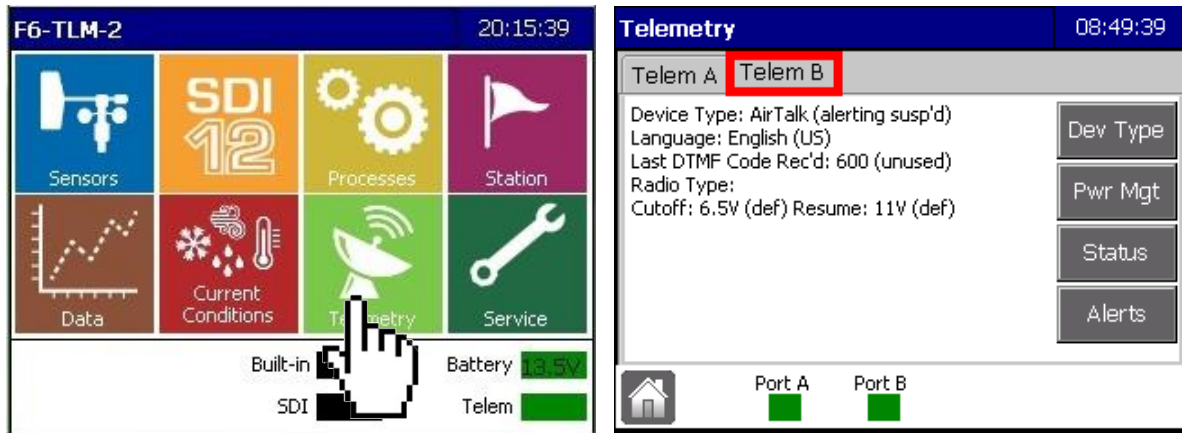 F6-TLM-2 20:15:39
SDI
12
Sensors Processes Station
Current
Conditions
Data Telemetry Service
Built-in Battery 13.5V
SDI Telem
Telemetry 08:49:39
Telem A Telem B
Device Type: AirTalk (alerting susp'd)
Language: English (US)
Last DTMF Code Rec'd: 600 (unused)
Radio Type:
Cutoff: 6.5V (def) Resume: 11V (def)
Dev Type
Pwr Mgt
Status
Alerts
Port A Port B